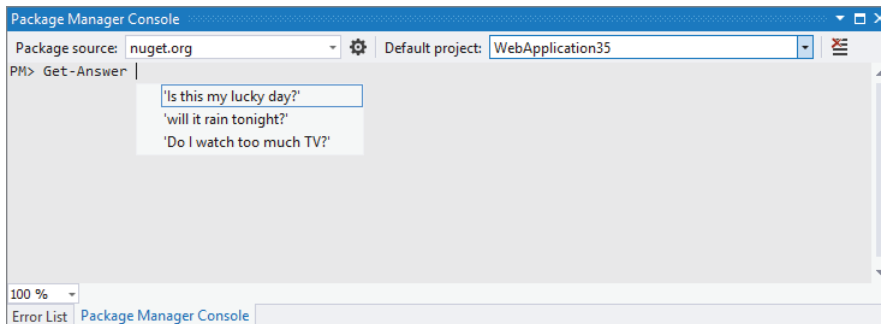 Package Manager Console
Package source: nuget.org Default project: WebApplication35
PM> Get-Answer
'Is this my lucky day?'
'will it rain tonight?'
'Do I watch too much TV?'
100 %
Error List Package Manager Console